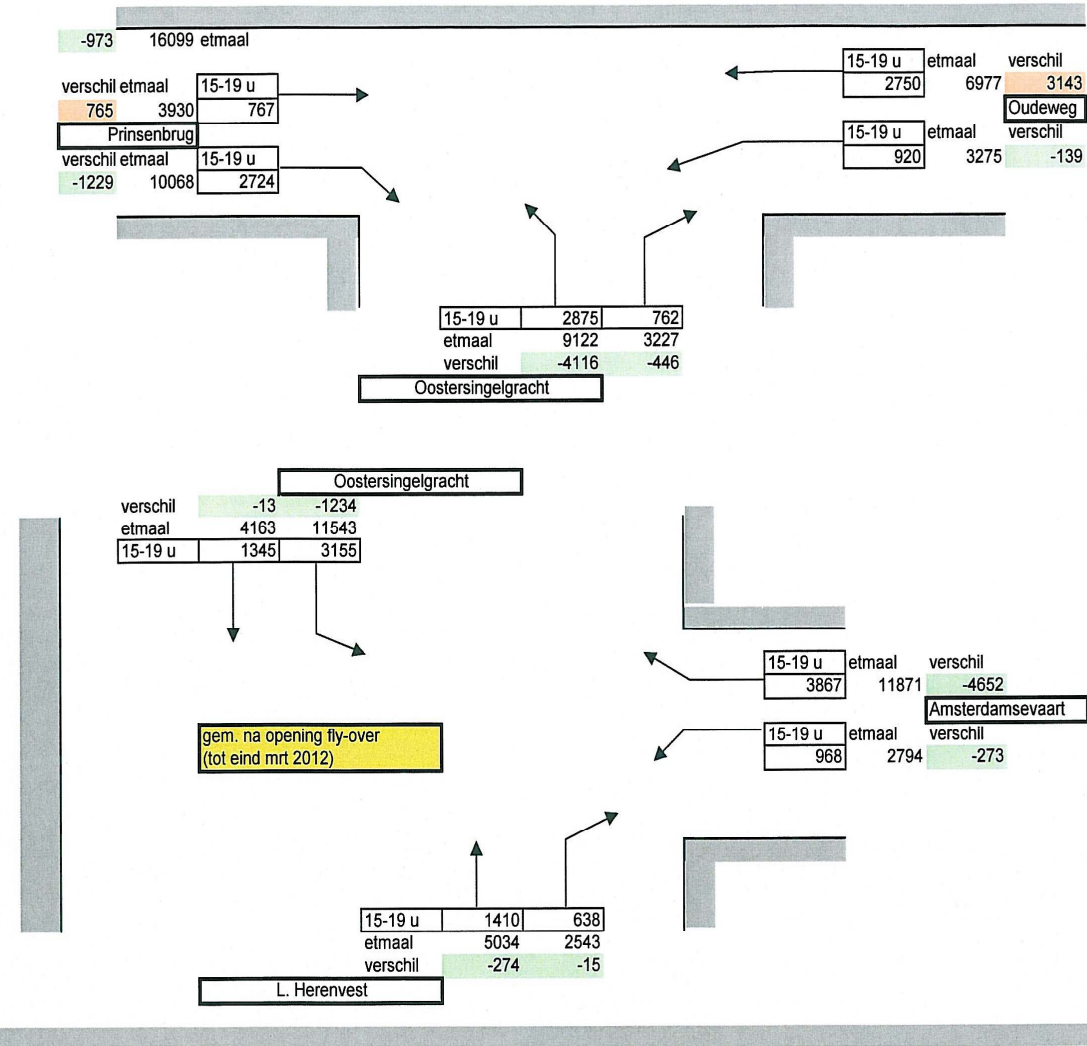 -973 16099 etmaal
verschil etmaal 15-19 u
765 3930 767
Prinsenbrug
verschil etmaal 15-19 u
-1229 10068 2724
15-19 u etmaal verschil
2750 6977 3143
Oudeweg
15-19 u etmaal verschil
920 3275 -139
15-19 u 2875 762
etmaal 9122 3227
verschil -4116 -446
Oostersingelgracht
Oostersingelgracht
verschil -13 -1234
etmaal 4163 11543
15-19 u 1345 3155
15-19 u etmaal verschil
3867 11871 -4652
Amsterdamsevaart
15-19 u etmaal verschil
968 2794 -273
gem. na opening fly-over
(tot eind mrt 2012)
15-19 u 1410 638
etmaal 5034 2543
verschil -274 -15
L. Herenvest